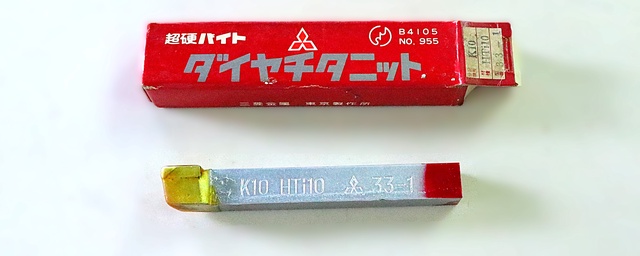 超硬バイト
B4105
NO. 955
ダイヤチタニット
三菱金属 東京製作所
K10
HTi10
33-1
K10 HTi10 33-1